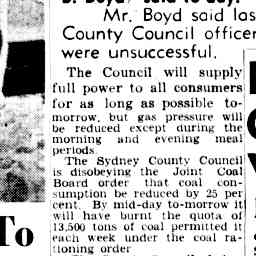 B. Boyd, said to-day.
Mr. Boyd said las
County Council officer
were unsuccessful.
The Council will supply
full power to all consumers
for as long as possible to-
morrow, but gas pressure will
be reduced except during the
morning and evening meal
periods.
The Sydney County Council
is disobeying the Joint Coal
Board order that coal con-
sumption be reduced by 25 per
cent. By mid-day to-morrow it
will have burnt the quota of
13,500 tons of coal permitted it
each week under the coal ra-
tioning order
To